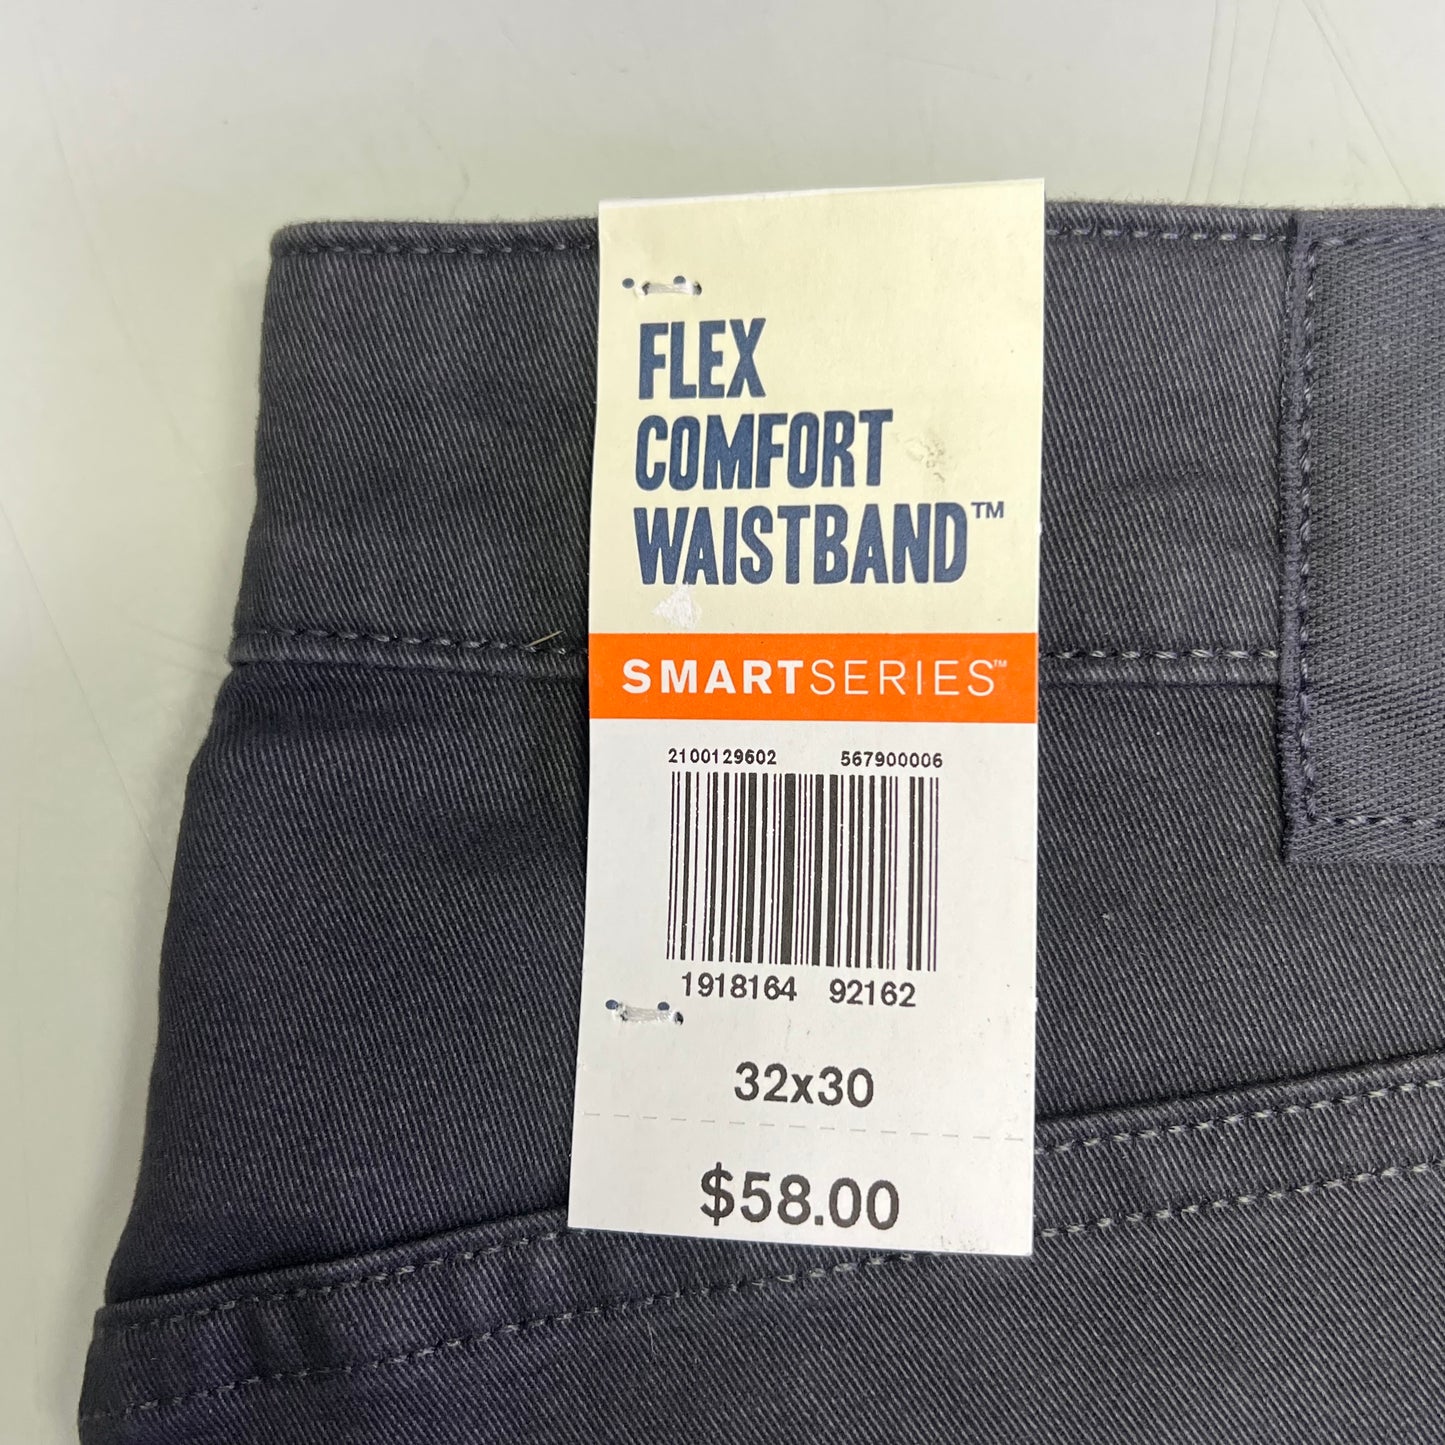 FLEX
COMFORT
WAISTBAND™
SMARTSERIES™
2100129602 567900006
1918164 92162
32x30
$58.00